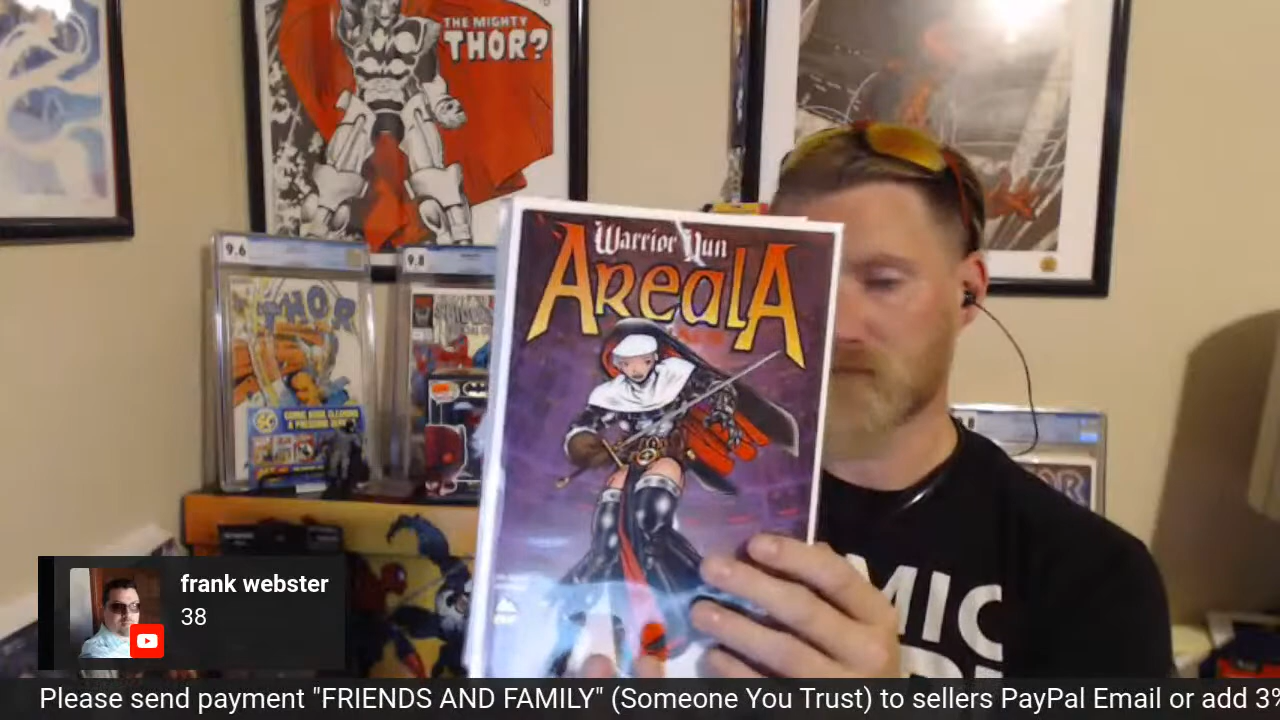 THE MIGHTY
THOR?
9.6
9.8
THOR
COMIC BOOK CLEANING
& PRESSING
Warrior Nun
AREALA
MIC
frank webster
38
Please send payment "FRIENDS AND FAMILY" (Someone You Trust) to sellers PayPal Email or add 3%